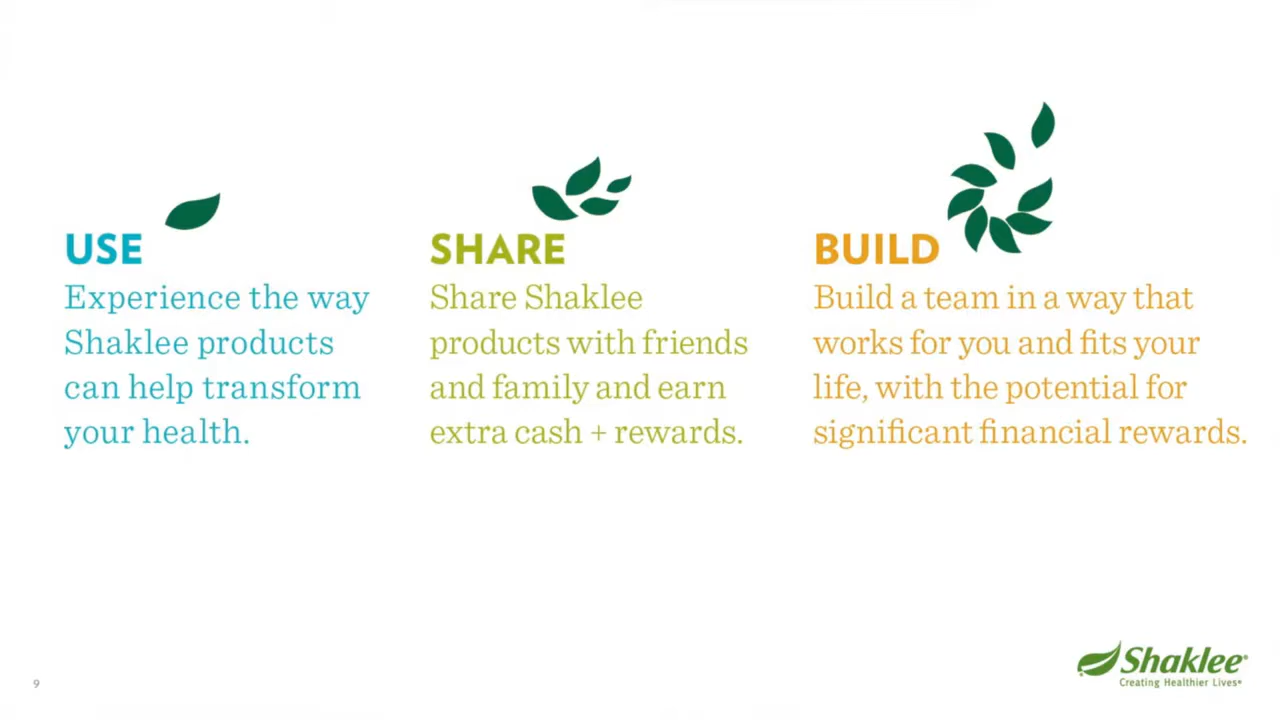 USE
Experience the way
Shaklee products
can help transform
your health.
SHARE
Share Shaklee
products with friends
and family and earn
extra cash + rewards.
BUILD
Build a team in a way that
works for you and fits your
life, with the potential for
significant financial rewards.
9
Shaklee®
Creating Healthier Lives®